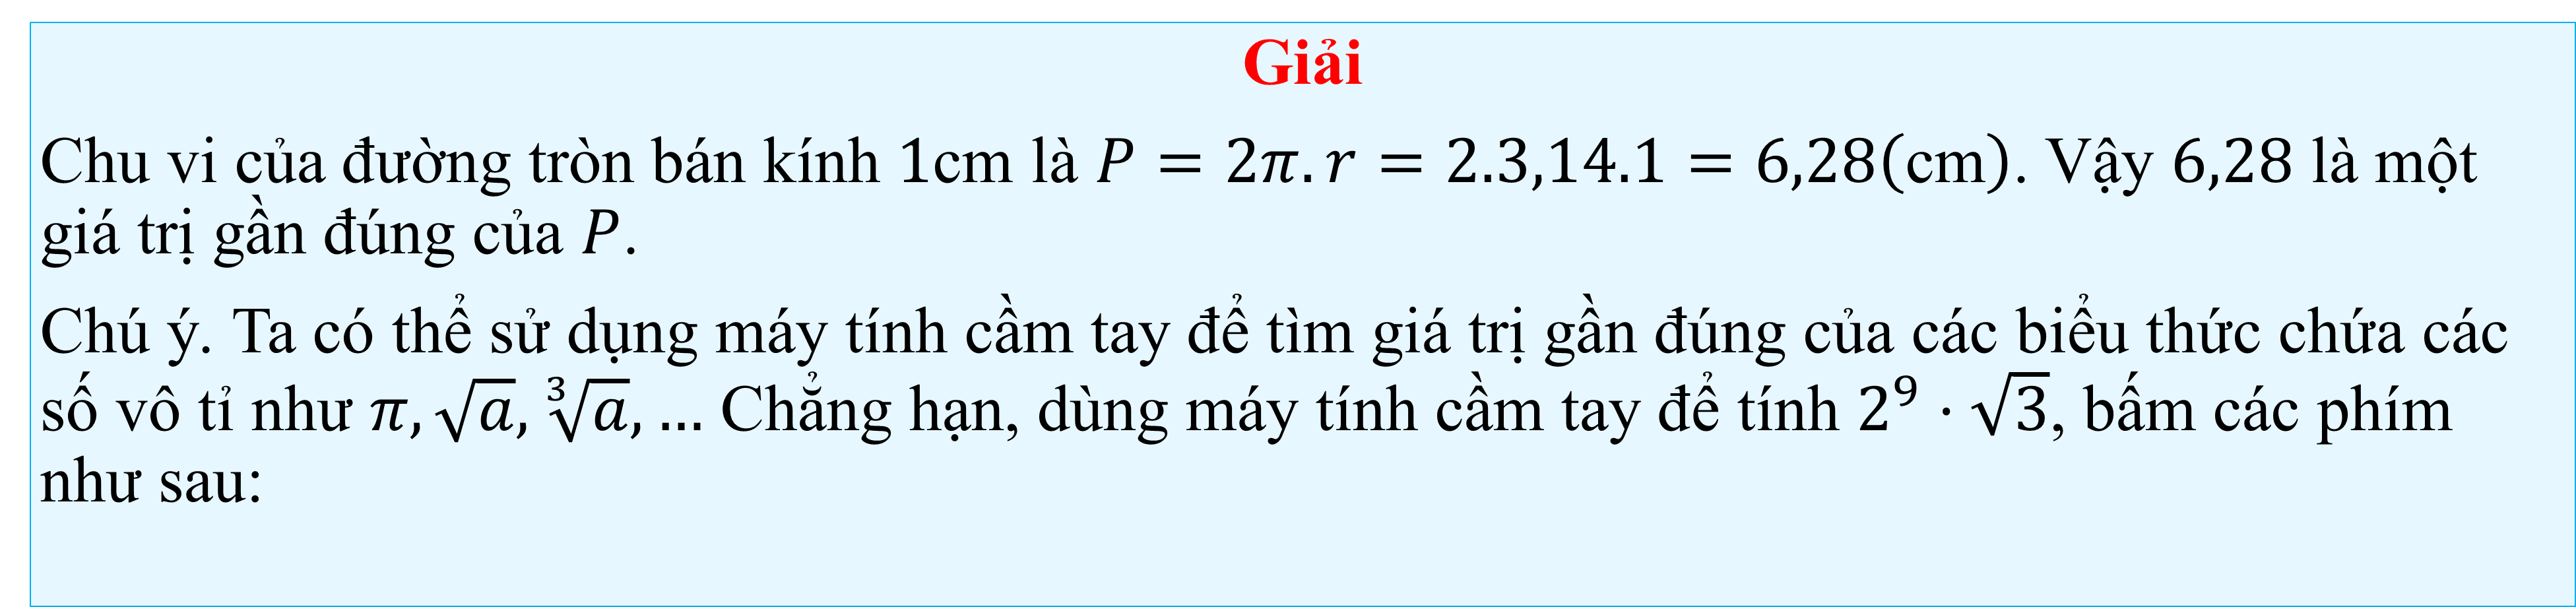 Giải
Chu vi của đường tròn bán kính 1cm là P = 2π. r = 2.3,14.1 = 6,28(cm). Vậy 6,28 là một
giá trị gần đúng của P.
Chú ý. Ta có thể sử dụng máy tính cầm tay để tìm giá trị gần đúng của các biểu thức chứa các
số vô tỉ như π, √a, ∛a, ... Chẳng hạn, dùng máy tính cầm tay để tính 2⁹ · √3, bấm các phím
như sau: